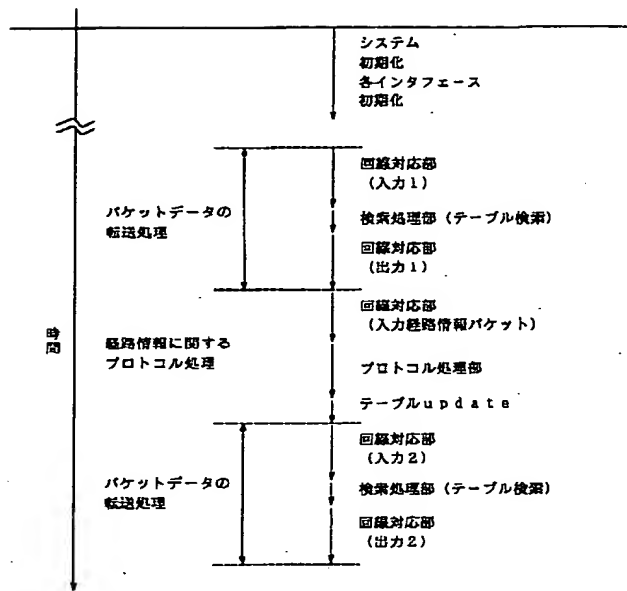 システム
初期化
各インタフェース
初期化
回線対応部
(入力1)
パケットデータの
転送処理
検索処理部(テーブル検索)
回線対応部
(出力1)
回線対応部
(入力経路情報パケット)
時間
経路情報に関する
プロトコル処理
プロトコル処理部
テーブルupdate
回線対応部
(入力2)
パケットデータの
転送処理
検索処理部(テーブル検索)
回線対応部
(出力2)